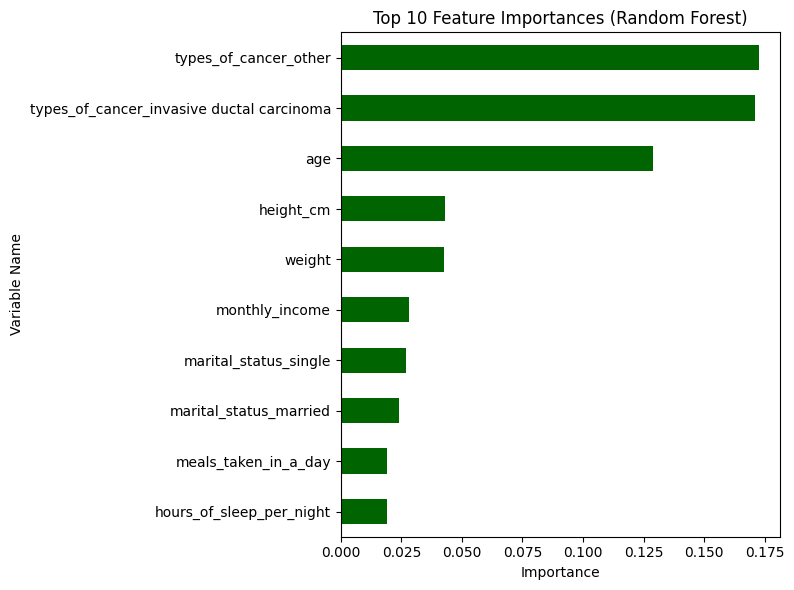 Top 10 Feature Importances (Random Forest)
Variable Name
types_of_cancer_other
types_of_cancer_invasive ductal carcinoma
age
height_cm
weight
monthly_income
marital_status_single
marital_status_married
meals_taken_in_a_day
hours_of_sleep_per_night
0.000 0.025 0.050 0.075 0.100 0.125 0.150 0.175
Importance